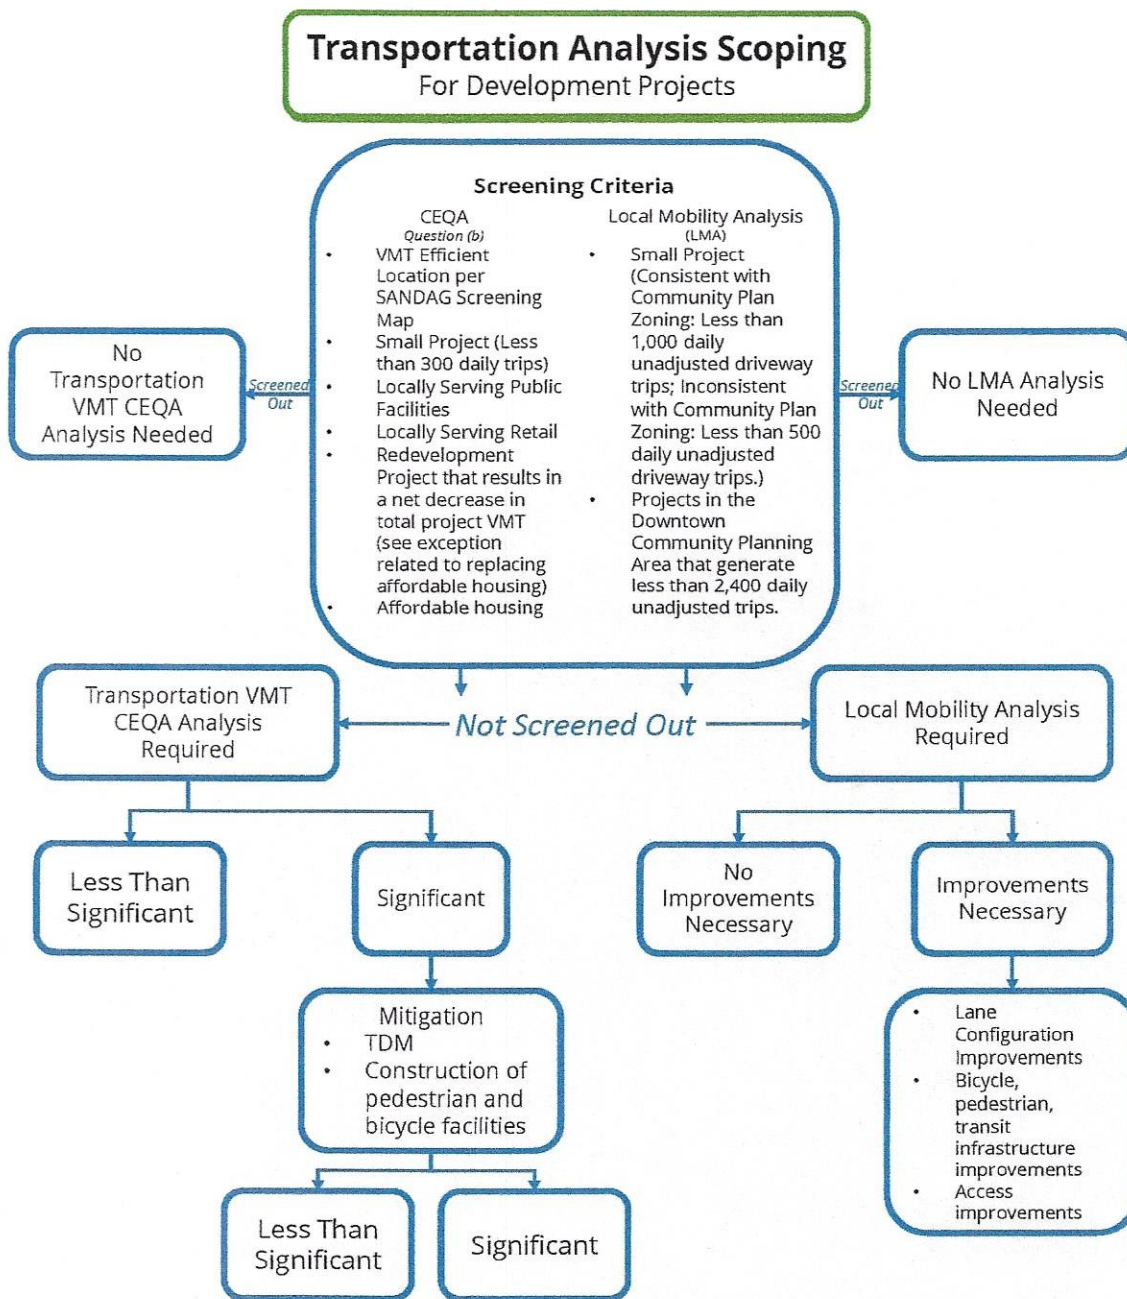 Transportation Analysis Scoping
For Development Projects
Screening Criteria
CEQA
Question (b)
• VMT Efficient
Location per
SANDAG Screening
Map
• Small Project (Less
than 300 daily trips)
• Locally Serving Public
Facilities
• Locally Serving Retail
• Redevelopment
Project that results in
a net decrease in
total project VMT
(see exception
related to replacing
affordable housing)
• Affordable housing
Local Mobility Analysis
(LMA)
• Small Project
(Consistent with
Community Plan
Zoning: Less than
1,000 daily
unadjusted driveway
trips; Inconsistent
with Community Plan
Zoning: Less than 500
daily unadjusted
driveway trips.)
• Projects in the
Downtown
Community Planning
Area that generate
less than 2,400 daily
unadjusted trips.
Screened
Out
No
Transportation
VMT CEQA
Analysis Needed
Screened
Out
No LMA Analysis
Needed
Not Screened Out
Transportation VMT
CEQA Analysis
Required
Local Mobility Analysis
Required
Less Than
Significant
Significant
No
Improvements
Necessary
Improvements
Necessary
Mitigation
• TDM
• Construction of
pedestrian and
bicycle facilities
• Lane
Configuration
Improvements
• Bicycle,
pedestrian,
transit
infrastructure
improvements
• Access
improvements
Less Than
Significant
Significant